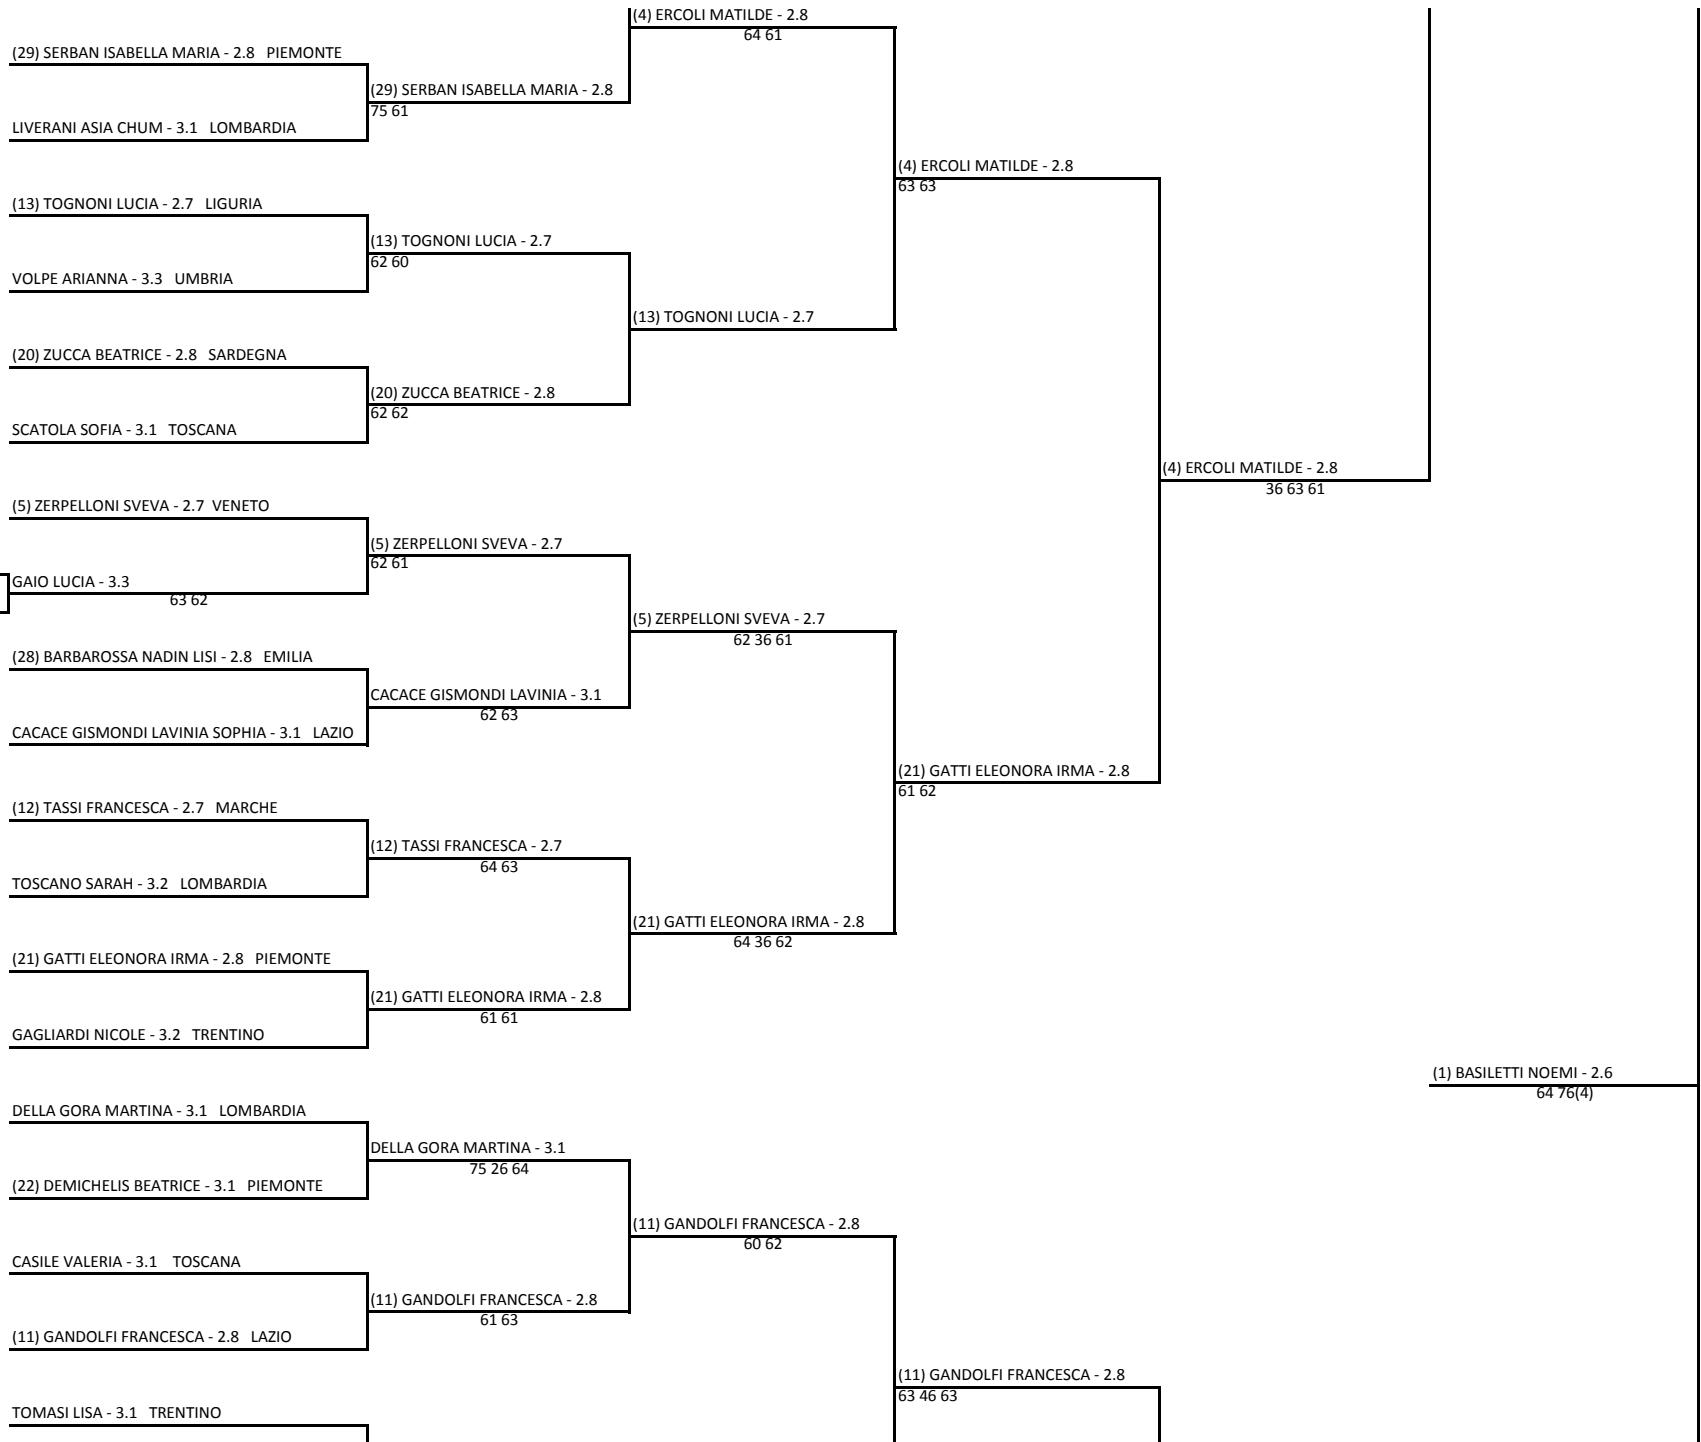 (4) ERCOLI MATILDE - 2.8
64 61
(29) SERBAN ISABELLA MARIA - 2.8 PIEMONTE
(29) SERBAN ISABELLA MARIA - 2.8
75 61
LIVERANI ASIA CHUM - 3.1 LOMBARDIA
(4) ERCOLI MATILDE - 2.8
63 63
(13) TOGNONI LUCIA - 2.7 LIGURIA
(13) TOGNONI LUCIA - 2.7
62 60
VOLPE ARIANNA - 3.3 UMBRIA
(13) TOGNONI LUCIA - 2.7
(20) ZUCCA BEATRICE - 2.8 SARDEGNA
(20) ZUCCA BEATRICE - 2.8
62 62
SCATOLA SOFIA - 3.1 TOSCANA
(4) ERCOLI MATILDE - 2.8
36 63 61
(5) ZERPELLONI SVEVA - 2.7 VENETO
(5) ZERPELLONI SVEVA - 2.7
62 61
GAIO LUCIA - 3.3
63 62
(5) ZERPELLONI SVEVA - 2.7
62 36 61
(28) BARBAROSSA NADIN LISI - 2.8 EMILIA
CACACE GISMONDI LAVINIA - 3.1
62 63
CACACE GISMONDI LAVINIA SOPHIA - 3.1 LAZIO
(21) GATTI ELEONORA IRMA - 2.8
61 62
(12) TASSI FRANCESCA - 2.7 MARCHE
(12) TASSI FRANCESCA - 2.7
64 63
TOSCANO SARAH - 3.2 LOMBARDIA
(21) GATTI ELEONORA IRMA - 2.8
64 36 62
(21) GATTI ELEONORA IRMA - 2.8 PIEMONTE
(21) GATTI ELEONORA IRMA - 2.8
61 61
GAGLIARDI NICOLE - 3.2 TRENTINO
(1) BASILETTI NOEMI - 2.6
64 76(4)
DELLA GORA MARTINA - 3.1 LOMBARDIA
DELLA GORA MARTINA - 3.1
75 26 64
(22) DEMICHELIS BEATRICE - 3.1 PIEMONTE
(11) GANDOLFI FRANCESCA - 2.8
60 62
CASILE VALERIA - 3.1 TOSCANA
(11) GANDOLFI FRANCESCA - 2.8
61 63
(11) GANDOLFI FRANCESCA - 2.8 LAZIO
(11) GANDOLFI FRANCESCA - 2.8
63 46 63
TOMASI LISA - 3.1 TRENTINO